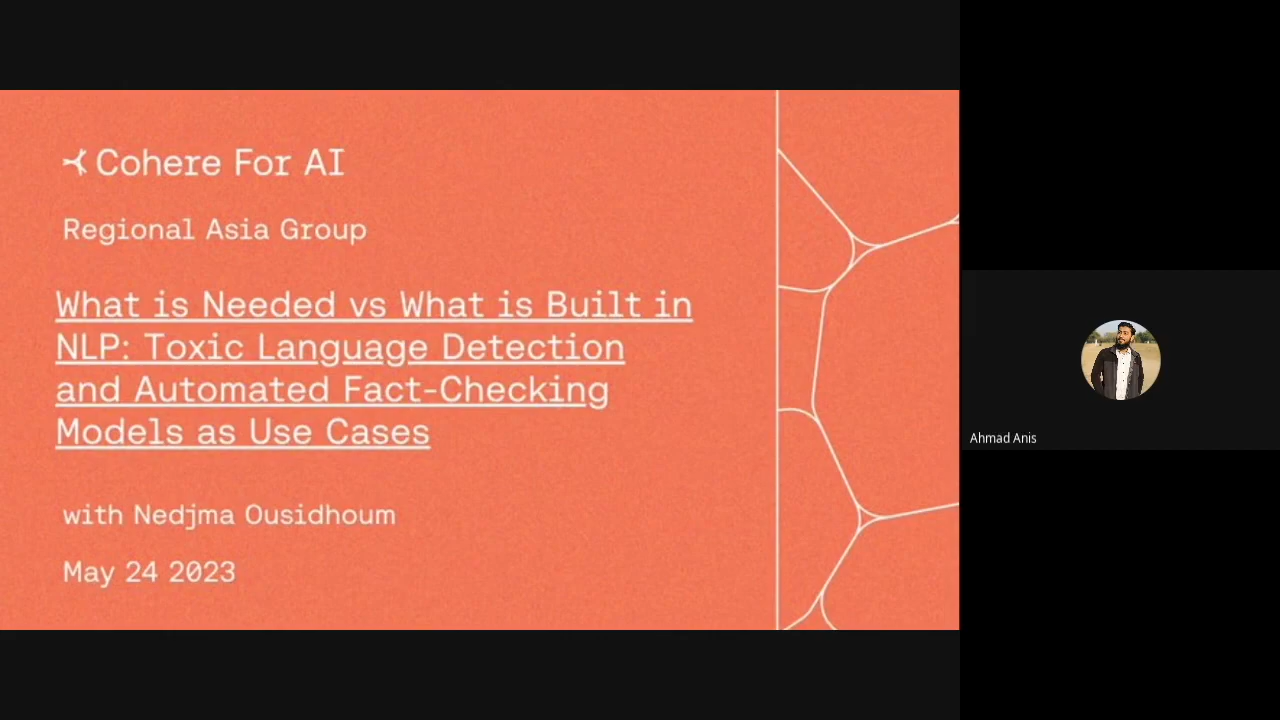 Cohere For AI
Regional Asia Group
What is Needed vs What is Built in
NLP: Toxic Language Detection
and Automated Fact-Checking
Models as Use Cases
with Nedjma Ousidhoum
May 24 2023
Ahmad Anis